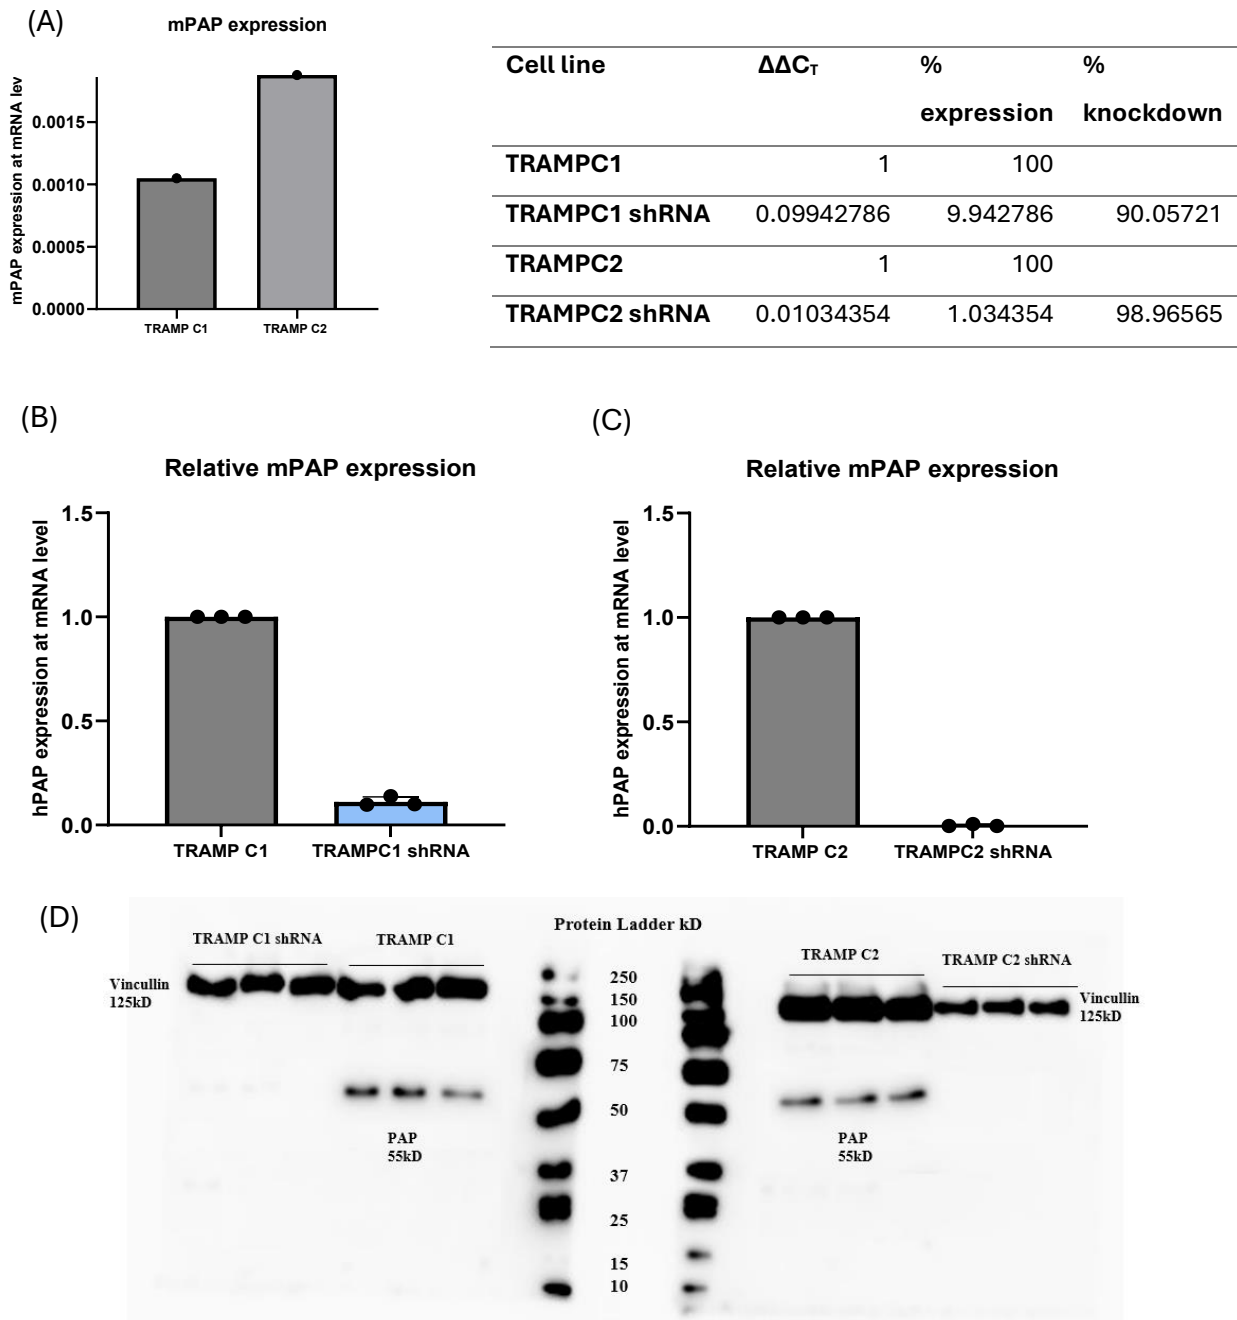 (A)
mPAP expression
mPAP expression at mRNA lev
0.0015
0.0010
0.0005
0.0000
TRAMP C1
TRAMP C2
Cell line ΔΔCT % expression % knockdown
TRAMPC1 1 100
TRAMPC1 shRNA 0.09942786 9.942786 90.05721
TRAMPC2 1 100
TRAMPC2 shRNA 0.01034354 1.034354 98.96565
(B)
Relative mPAP expression
hPAP expression at mRNA level
1.5
1.0
0.5
0.0
TRAMP C1
TRAMPC1 shRNA
(C)
Relative mPAP expression
hPAP expression at mRNA level
1.5
1.0
0.5
0.0
TRAMP C2
TRAMPC2 shRNA
(D)
TRAMP C1 shRNA
TRAMP C1
Protein Ladder kD
TRAMP C2
TRAMP C2 shRNA
Vincullin
125kD
250
150
100
75
50
37
25
15
10
Vincullin
125kD
PAP
55kD
PAP
55kD